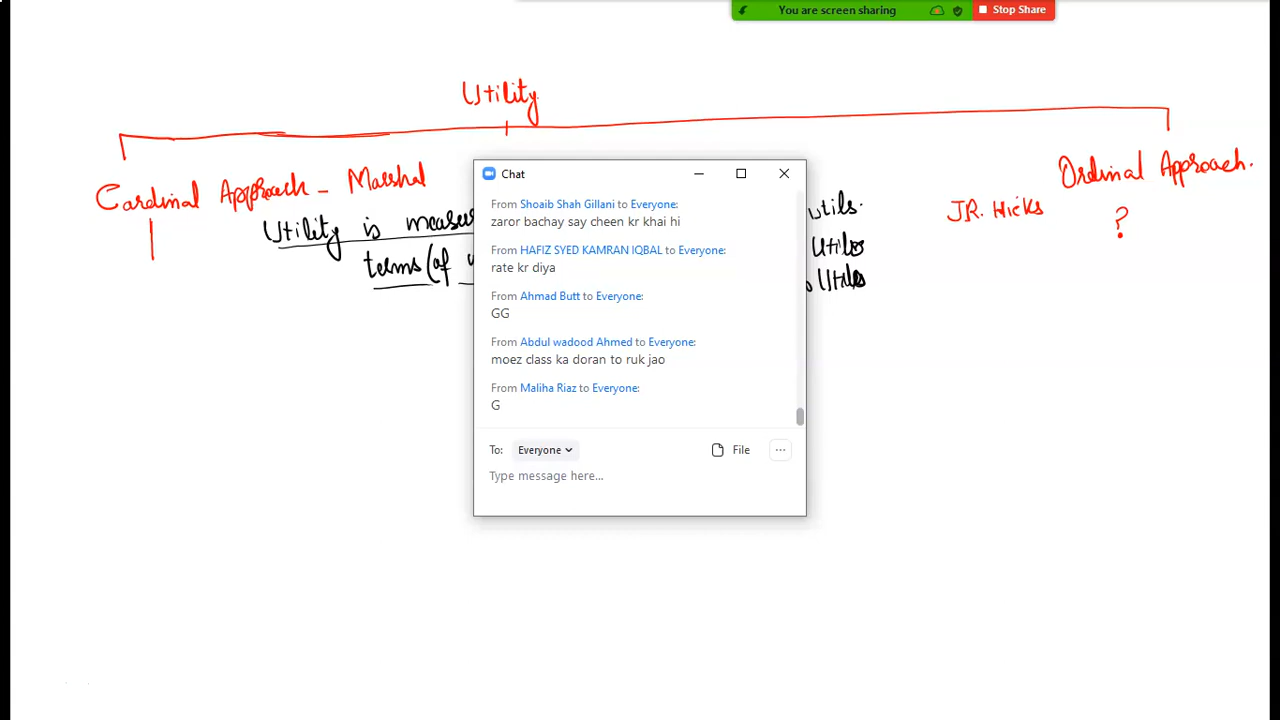 You are screen sharing
Stop Share
Utility
Cardinal Approach - Marshal
Ordinal Approach.
JR. Hicks
?
Utility is measu
utils.
terms (of u
Utils
Utils
Chat
From Shoaib Shah Gillani to Everyone:
zaror bachay say cheen kr khai hi
From HAFIZ SYED KAMRAN IQBAL to Everyone:
rate kr diya
From Ahmad Butt to Everyone:
GG
From Abdul wadood Ahmed to Everyone:
moez class ka doran to ruk jao
From Maliha Riaz to Everyone:
G
To: Everyone
File
Type message here...